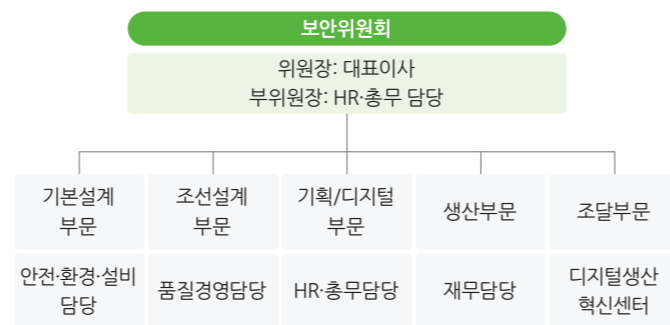 보안위원회
위원장: 대표이사
부위원장: HR·총무 담당
기본설계
부문
조선설계
부문
기획/디지털
부문
생산부문
조달부문
안전·환경·설비
담당
품질경영담당
HR·총무담당
재무담당
디지털생산
혁신센터